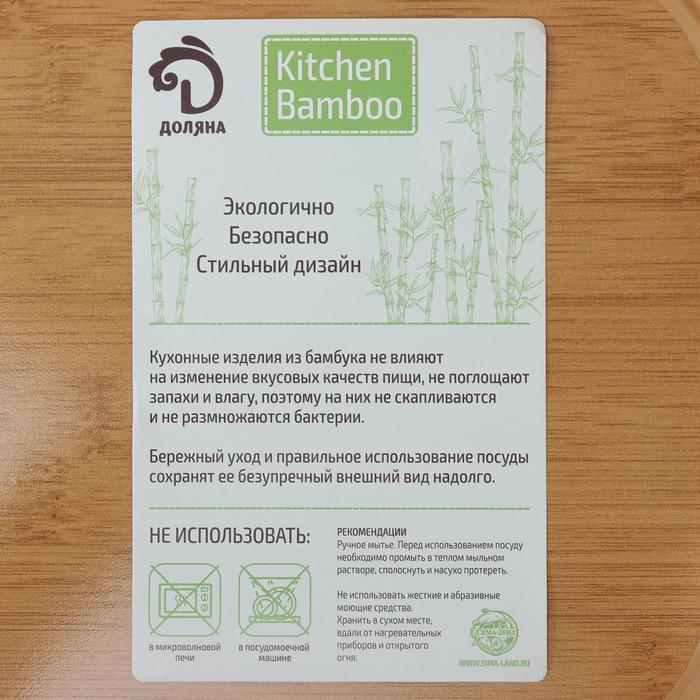 ДОЛЯНА
Kitchen
Bamboo
Экологично
Безопасно
Стильный дизайн
Кухонные изделия из бамбука не влияют
на изменение вкусовых качеств пищи, не поглощают
запахи и влагу, поэтому на них не скапливаются
и не размножаются бактерии.
Бережный уход и правильное использование посуды
сохранят ее безупречный внешний вид надолго.
НЕ ИСПОЛЬЗОВАТЬ:
в микроволновой
печи
в посудомоечной
машине
РЕКОМЕНДАЦИИ
Ручное мытье. Перед использованием посуду
необходимо промыть в теплом мыльном
растворе, сполоснуть и насухо протереть.
Не использовать жесткие и абразивные
моющие средства.
Хранить в сухом месте,
вдали от нагревательных
приборов и открытого
огня.
СИМА-ЛЕНД
WWW.SIMA-LAND.RU